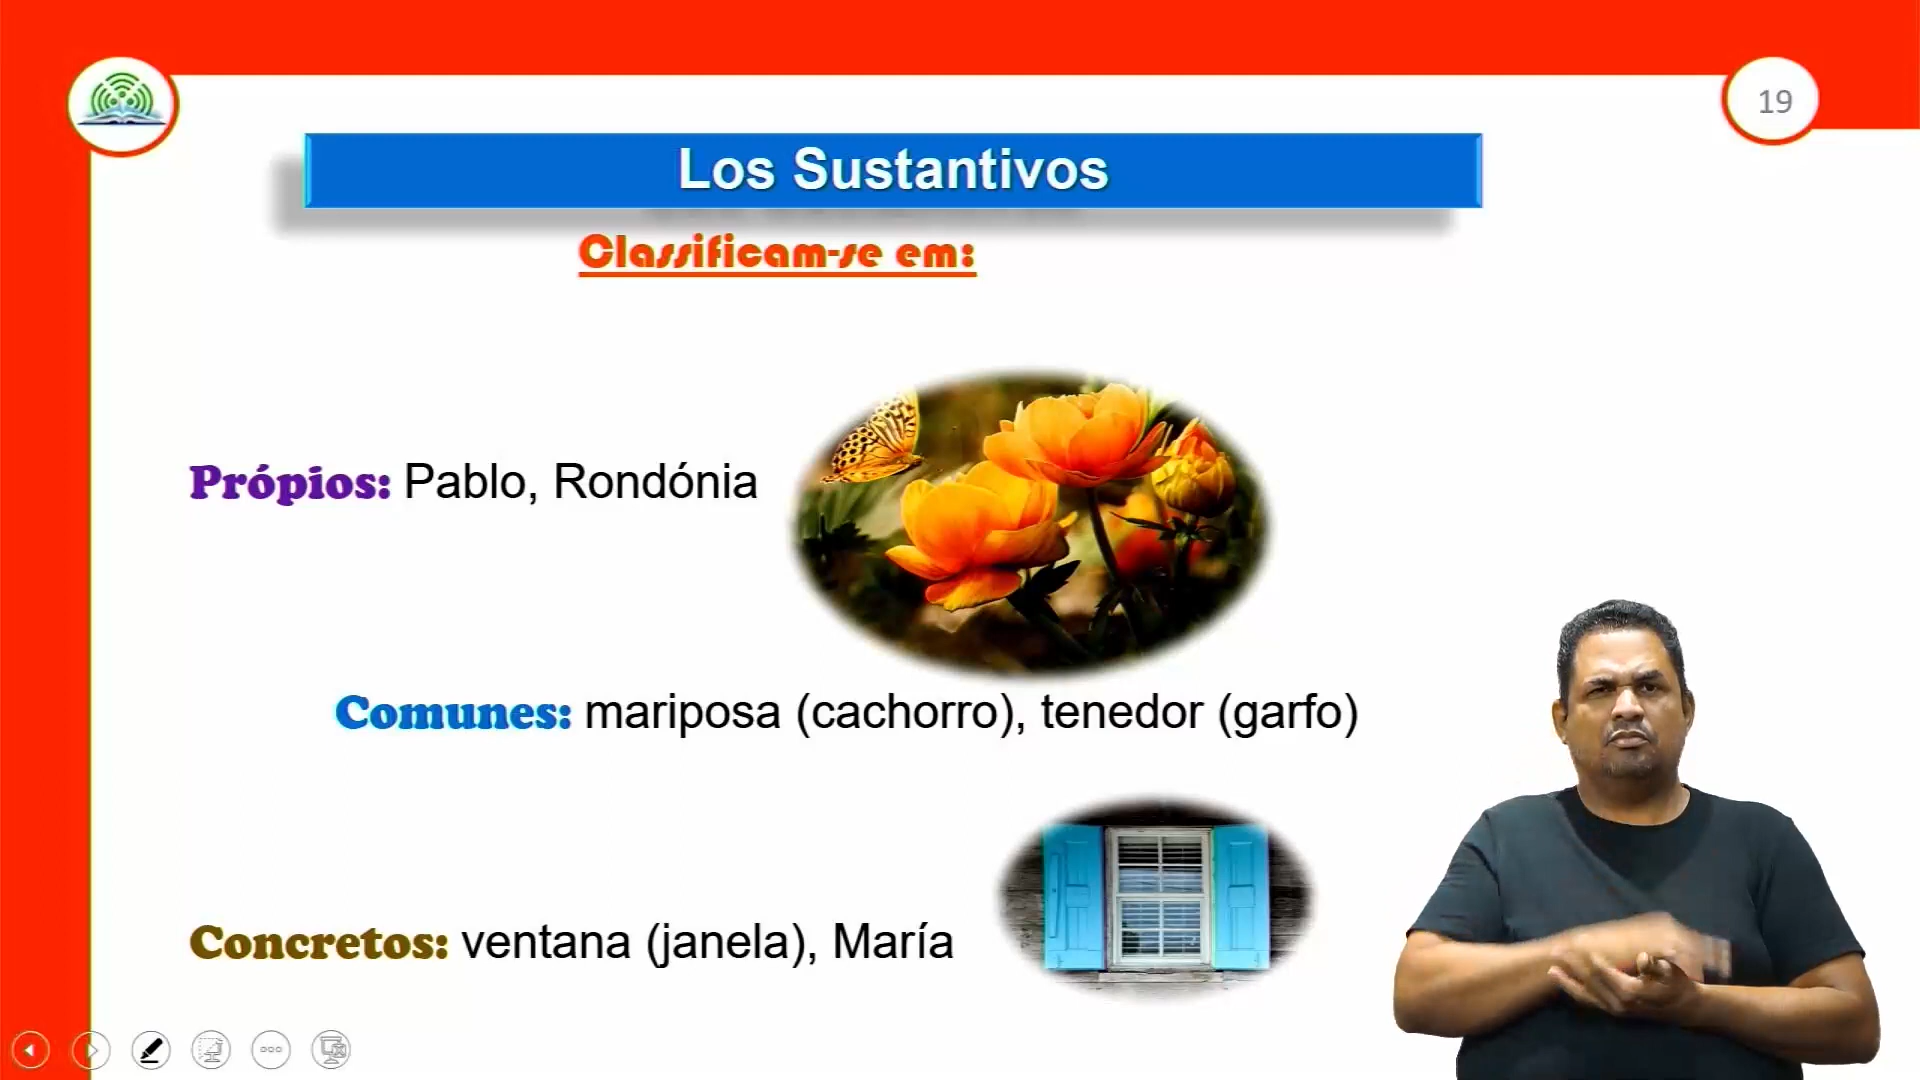 19
Los Sustantivos
Classificam-se em:
Própios: Pablo, Rondónia
Comunes: mariposa (cachorro), tenedor (garfo)
Concretos: ventana (janela), María